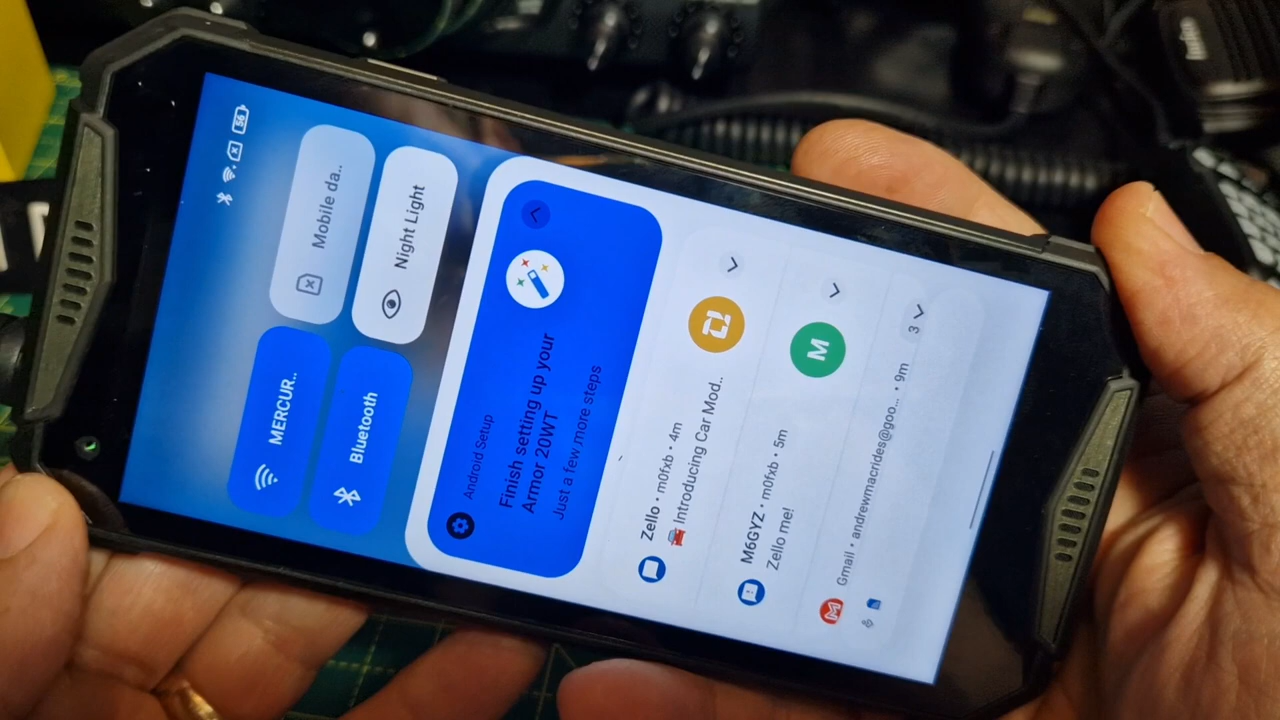 56
MERCUR..
Mobile da..
Bluetooth
Night Light
Android Setup
Finish setting up your
Armor 20WT
Just a few more steps
Zello • m0fxb • 4m
🚘 Introducing Car Mod..
M6GYZ • m0fxb • 5m
Zello me!
M
Gmail • andrewmacrides@goo... • 9m
3